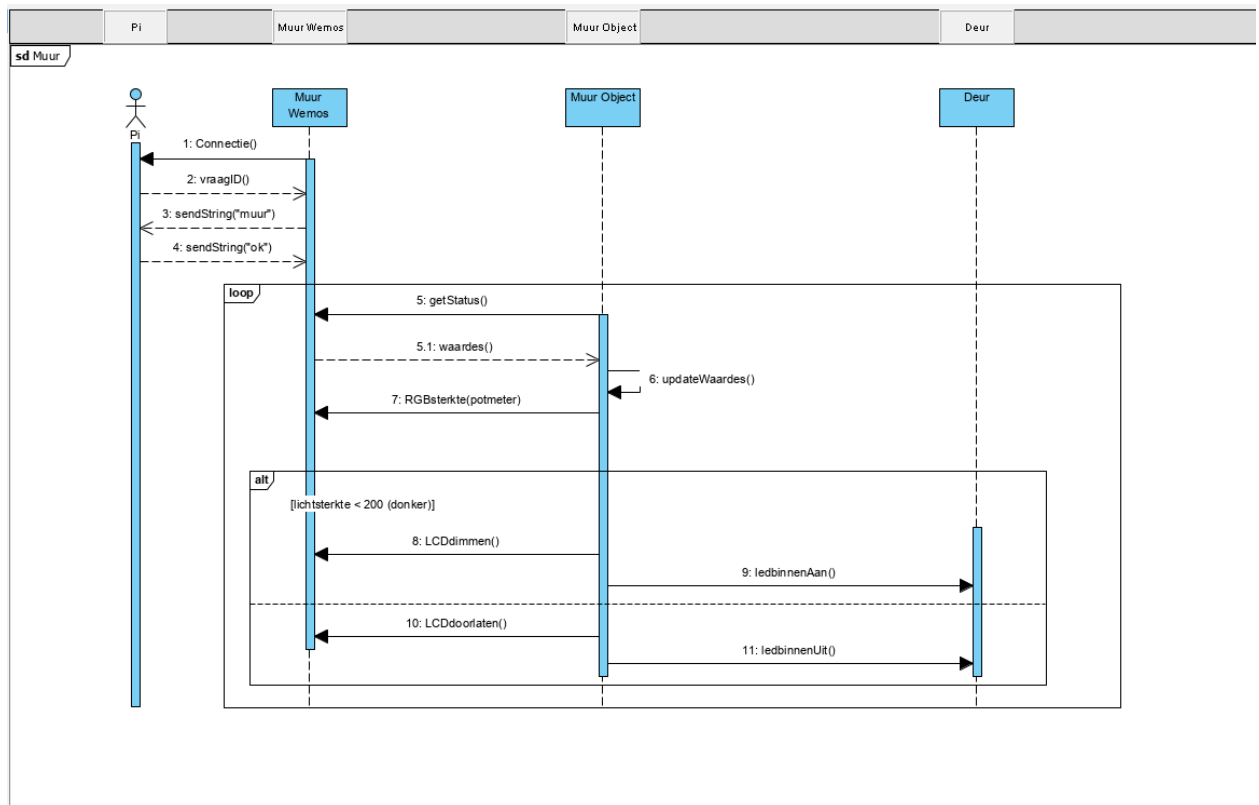 Pi
Muur Wemos
Muur Object
Deur
sd Muur
Pi
Muur
Wemos
Muur Object
Deur
1: Connectie()
2: vraagID()
3: sendString("muur")
4: sendString("ok")
loop
5: getStatus()
5.1: waardes()
6: updateWaardes()
7: RGBsterkte(potmeter)
alt
[lichtsterkte < 200 (donker)]
8: LCDdimmen()
9: ledbinnenAan()
10: LCDdoorlaten()
11: ledbinnenUit()